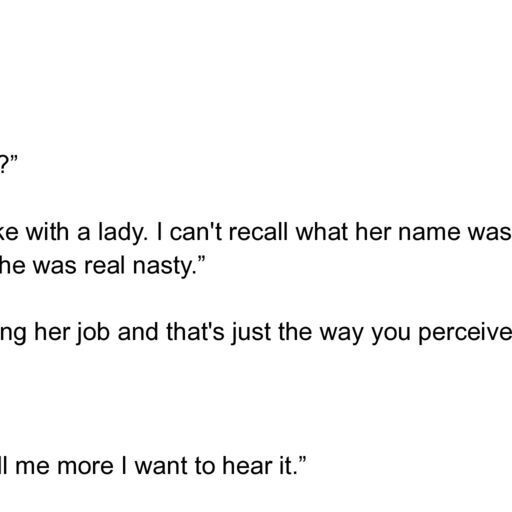 ?”
ke with a lady. I can't recall what her name was
he was real nasty.”
ng her job and that's just the way you perceive
ll me more I want to hear it.”